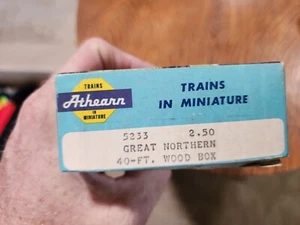 TRAINS
Athearn
IN
MINIATURE
TRAINS
IN MINIATURE
5233 2.50
GREAT NORTHERN
40-FT. WOOD BOX